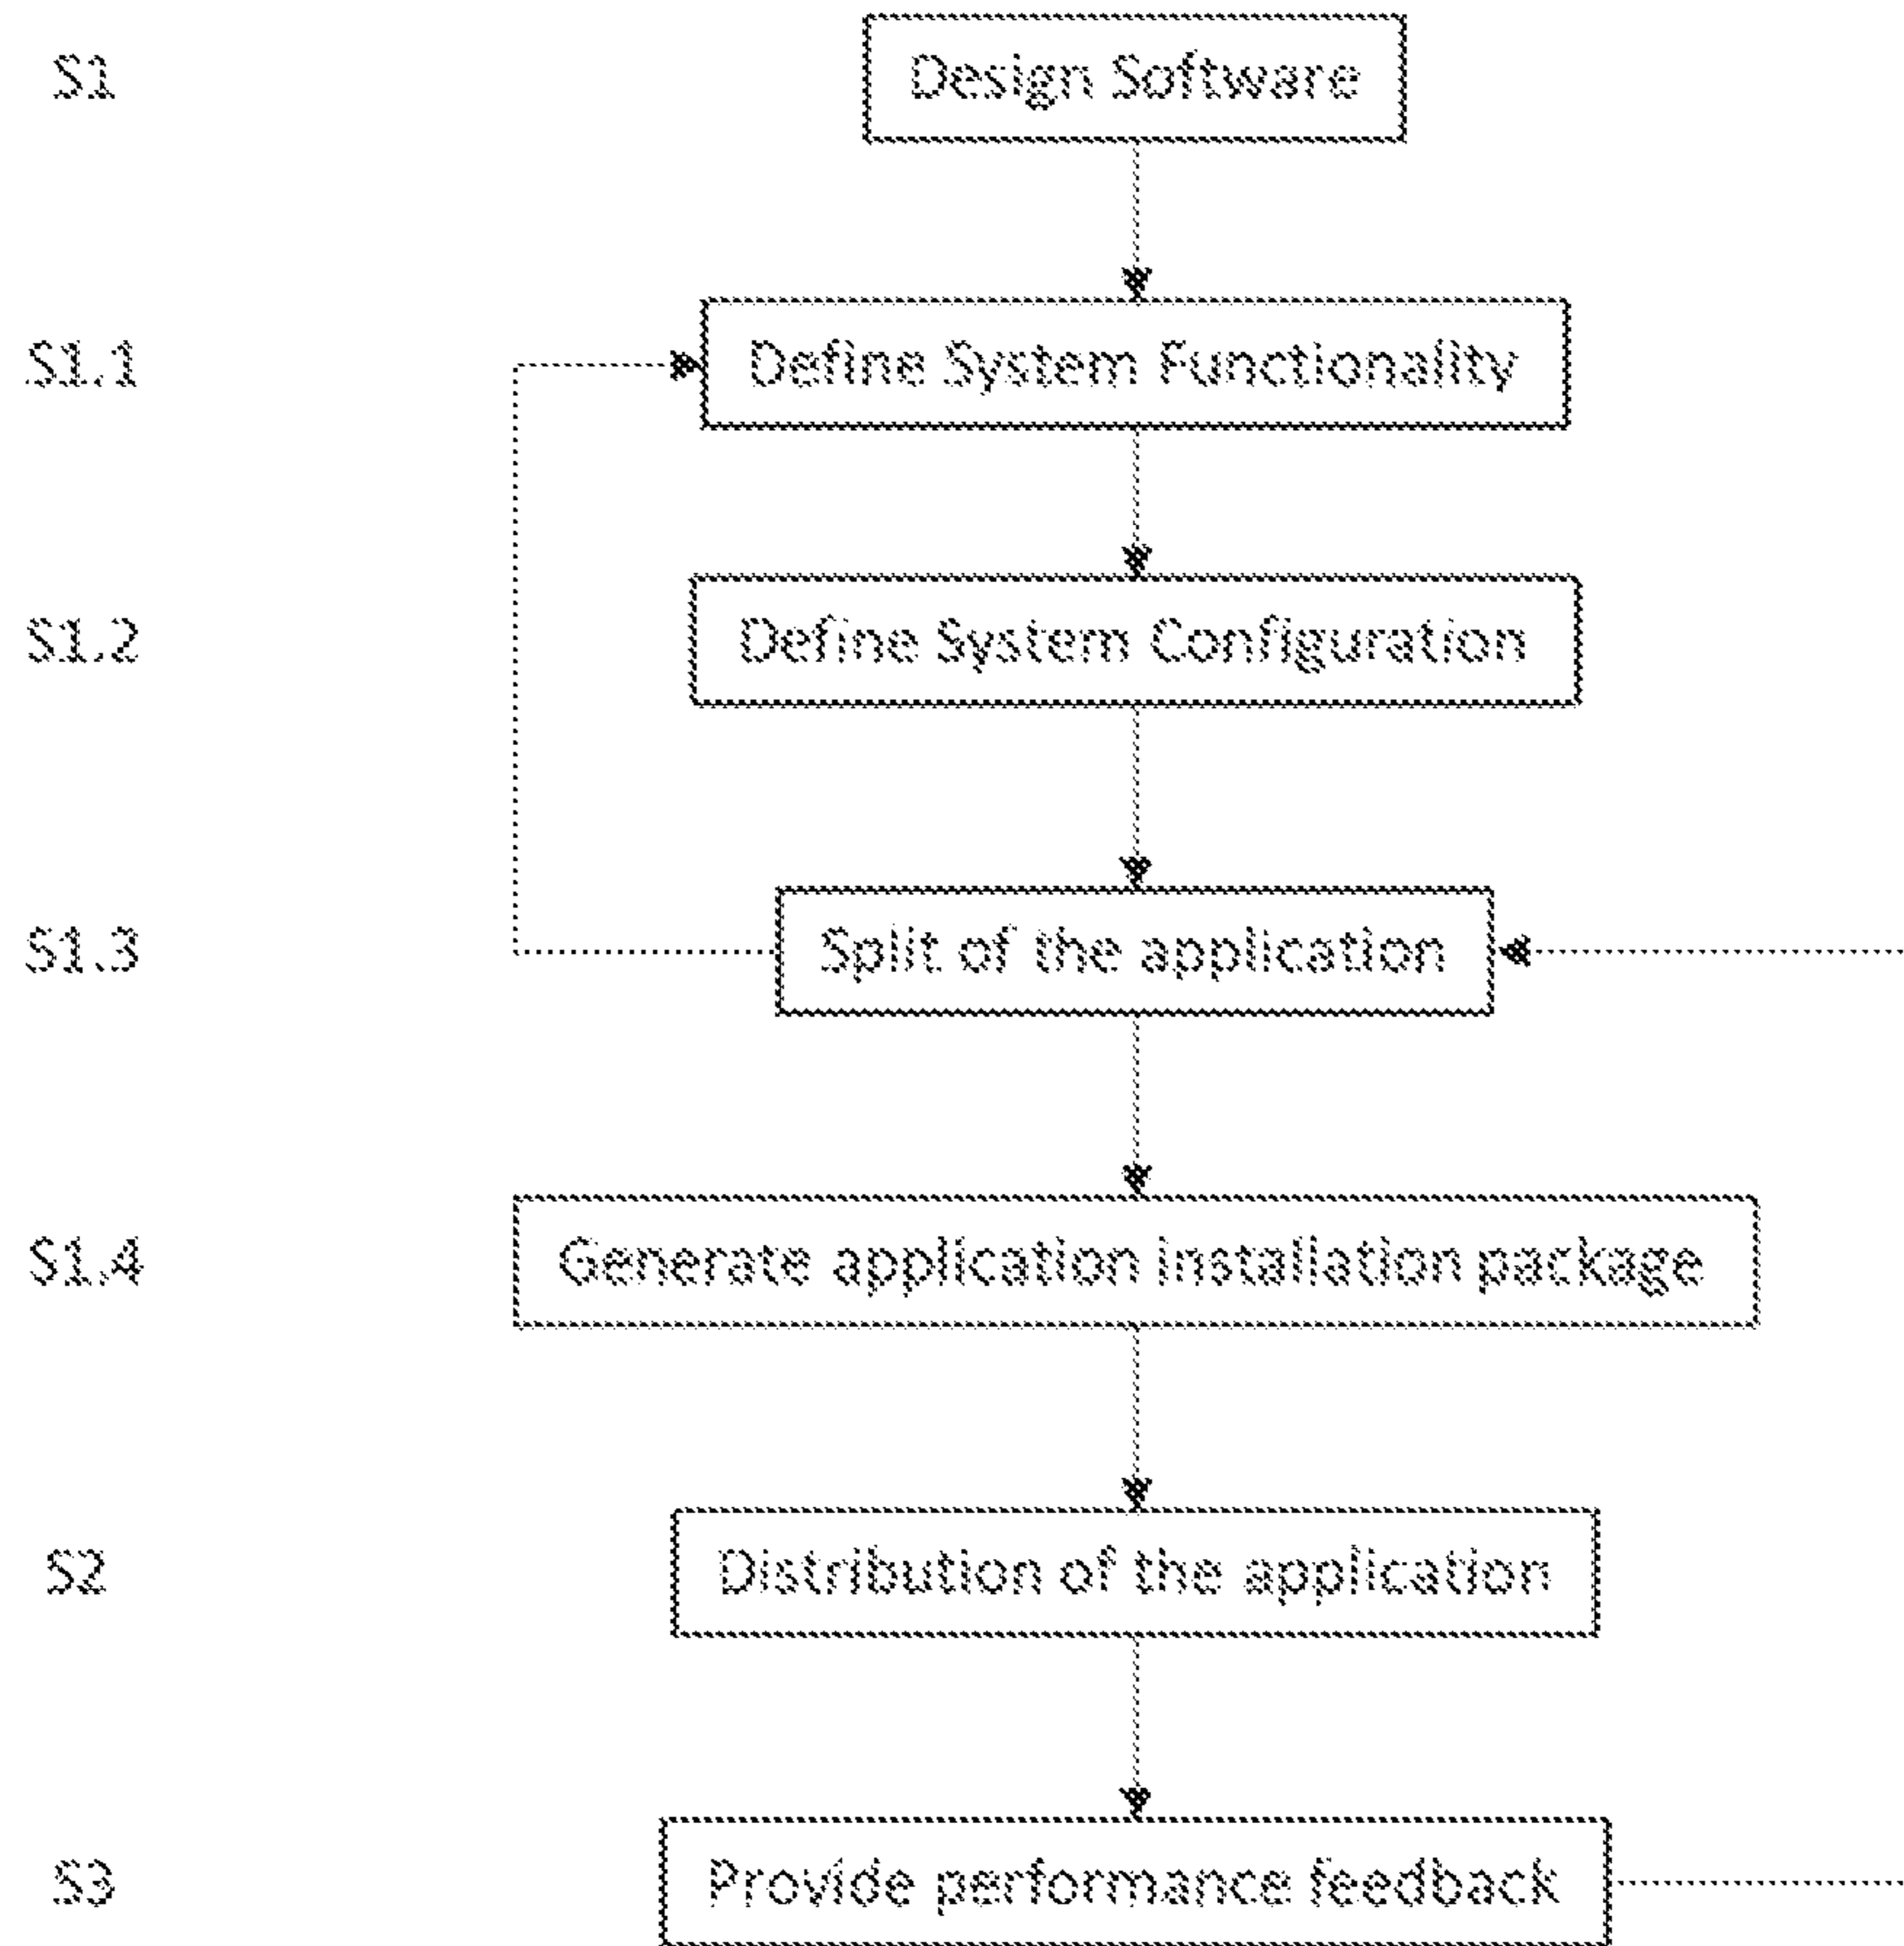 S1 Design Software
S1.1 Define System Functionality
S1.2 Define System Configuration
S1.3 Split of the application
S1.4 Generate application installation package
S2 Distribution of the application
S3 Provide performance feedback